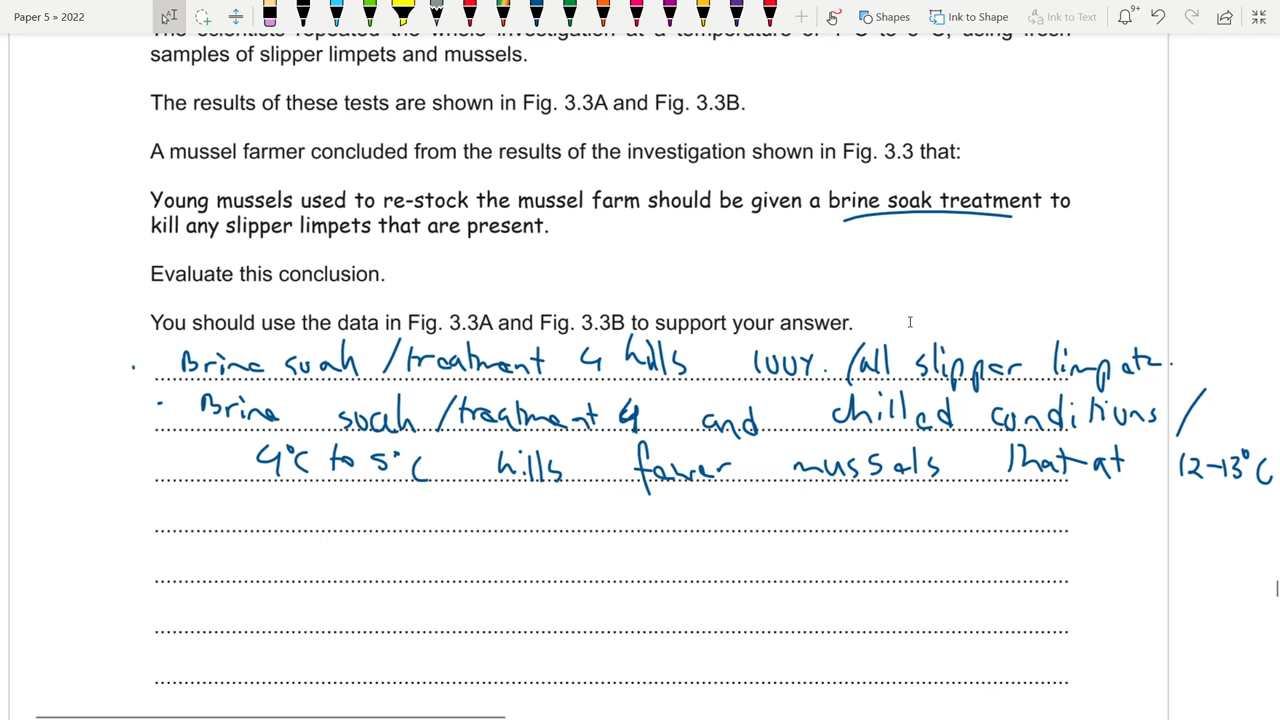 Paper 5 » 2022
Shapes
Ink to Shape
Ink to Text
9+
samples of slipper limpets and mussels.
The results of these tests are shown in Fig. 3.3A and Fig. 3.3B.
A mussel farmer concluded from the results of the investigation shown in Fig. 3.3 that:
Young mussels used to re-stock the mussel farm should be given a brine soak treatment to
kill any slipper limpets that are present.
Evaluate this conclusion.
You should use the data in Fig. 3.3A and Fig. 3.3B to support your answer.
• Brine soak /treatment 4 kills 100%. /all slipper limpets.
• Brine soak /treatment 4 and chilled conditions /
4°C to 5°C kills fewer mussels that at 12-13°C